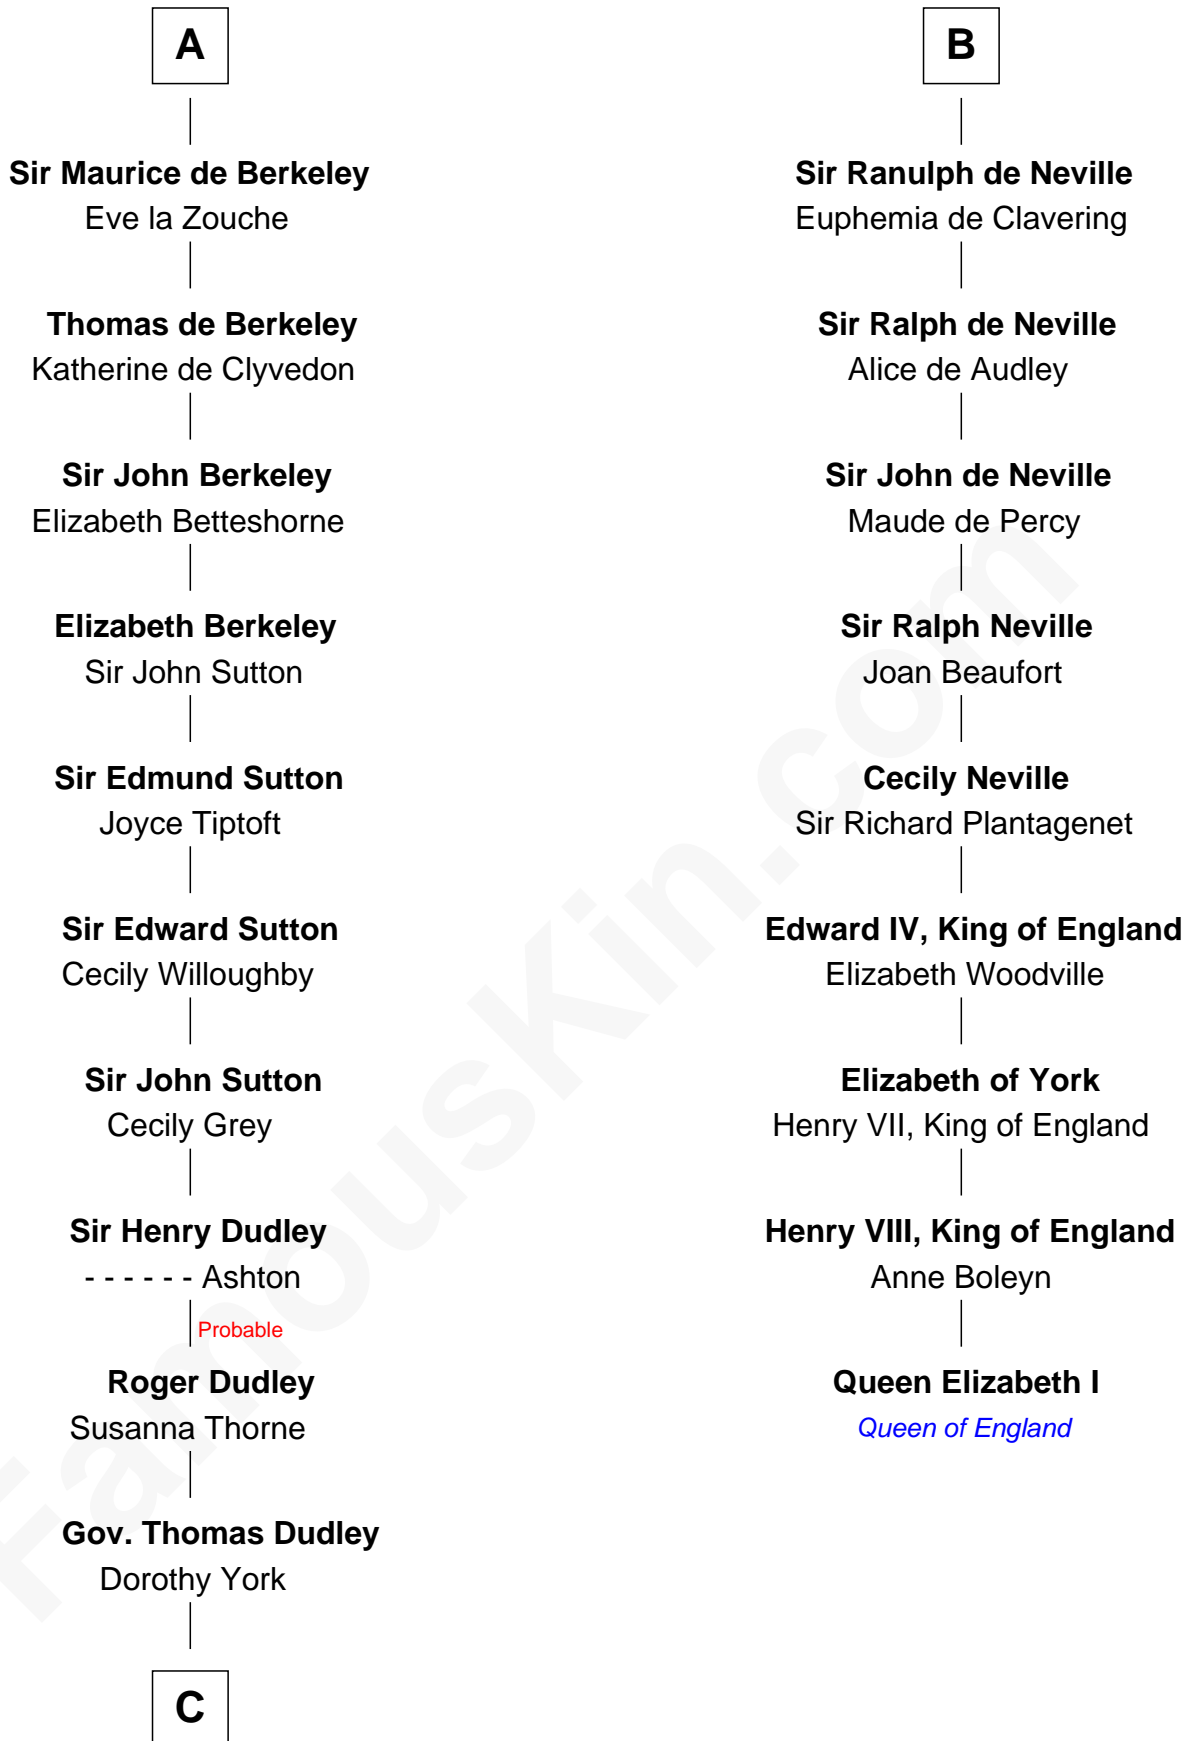 A
Sir Maurice de Berkeley
Eve la Zouche
Thomas de Berkeley
Katherine de Clyvedon
Sir John Berkeley
Elizabeth Betteshorne
Elizabeth Berkeley
Sir John Sutton
Sir Edmund Sutton
Joyce Tiptoft
Sir Edward Sutton
Cecily Willoughby
Sir John Sutton
Cecily Grey
Sir Henry Dudley
- - - - - - Ashton
Probable
Roger Dudley
Susanna Thorne
Gov. Thomas Dudley
Dorothy York
C
B
Sir Ranulph de Neville
Euphemia de Clavering
Sir Ralph de Neville
Alice de Audley
Sir John de Neville
Maude de Percy
Sir Ralph Neville
Joan Beaufort
Cecily Neville
Sir Richard Plantagenet
Edward IV, King of England
Elizabeth Woodville
Elizabeth of York
Henry VII, King of England
Henry VIII, King of England
Anne Boleyn
Queen Elizabeth I
Queen of England
FamousKin.com